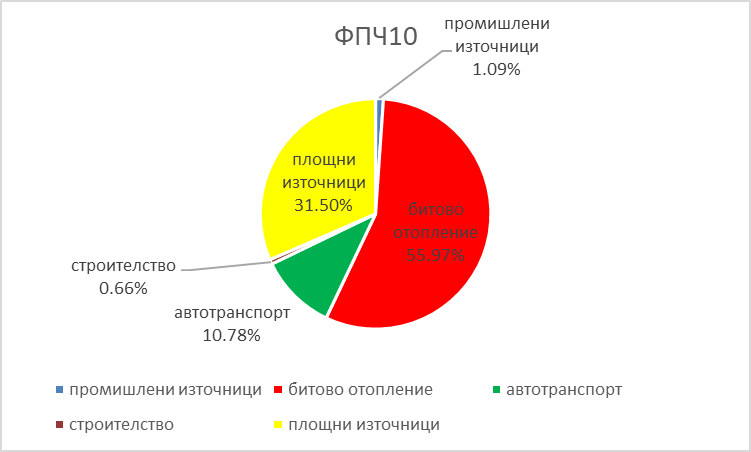 ФПЧ10
промишлени
източници
1.09%
площни
източници
31.50%
битово
отопление
55.97%
строителство
0.66%
автотранспорт
10.78%
промишлени източници
битово отопление
автотранспорт
строителство
площни източници